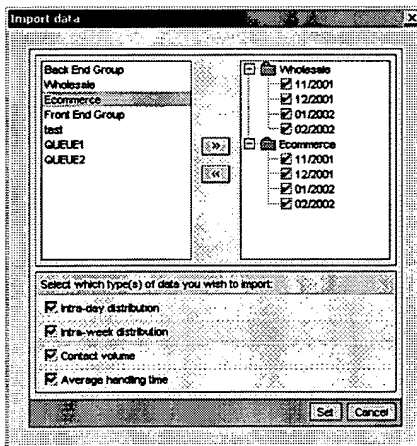 Import data
Back End Group
Wholesale
Ecommerce
Front End Group
test
QUEUE1
QUEUE2
>>
<<
Wholesale
11/2001
12/2001
01/2002
02/2002
Ecommerce
11/2001
12/2001
01/2002
02/2002
Select which type(s) of data you wish to import:
Intra-day distribution
Intra-week distribution
Contact volume
Average handling time
Set
Cancel